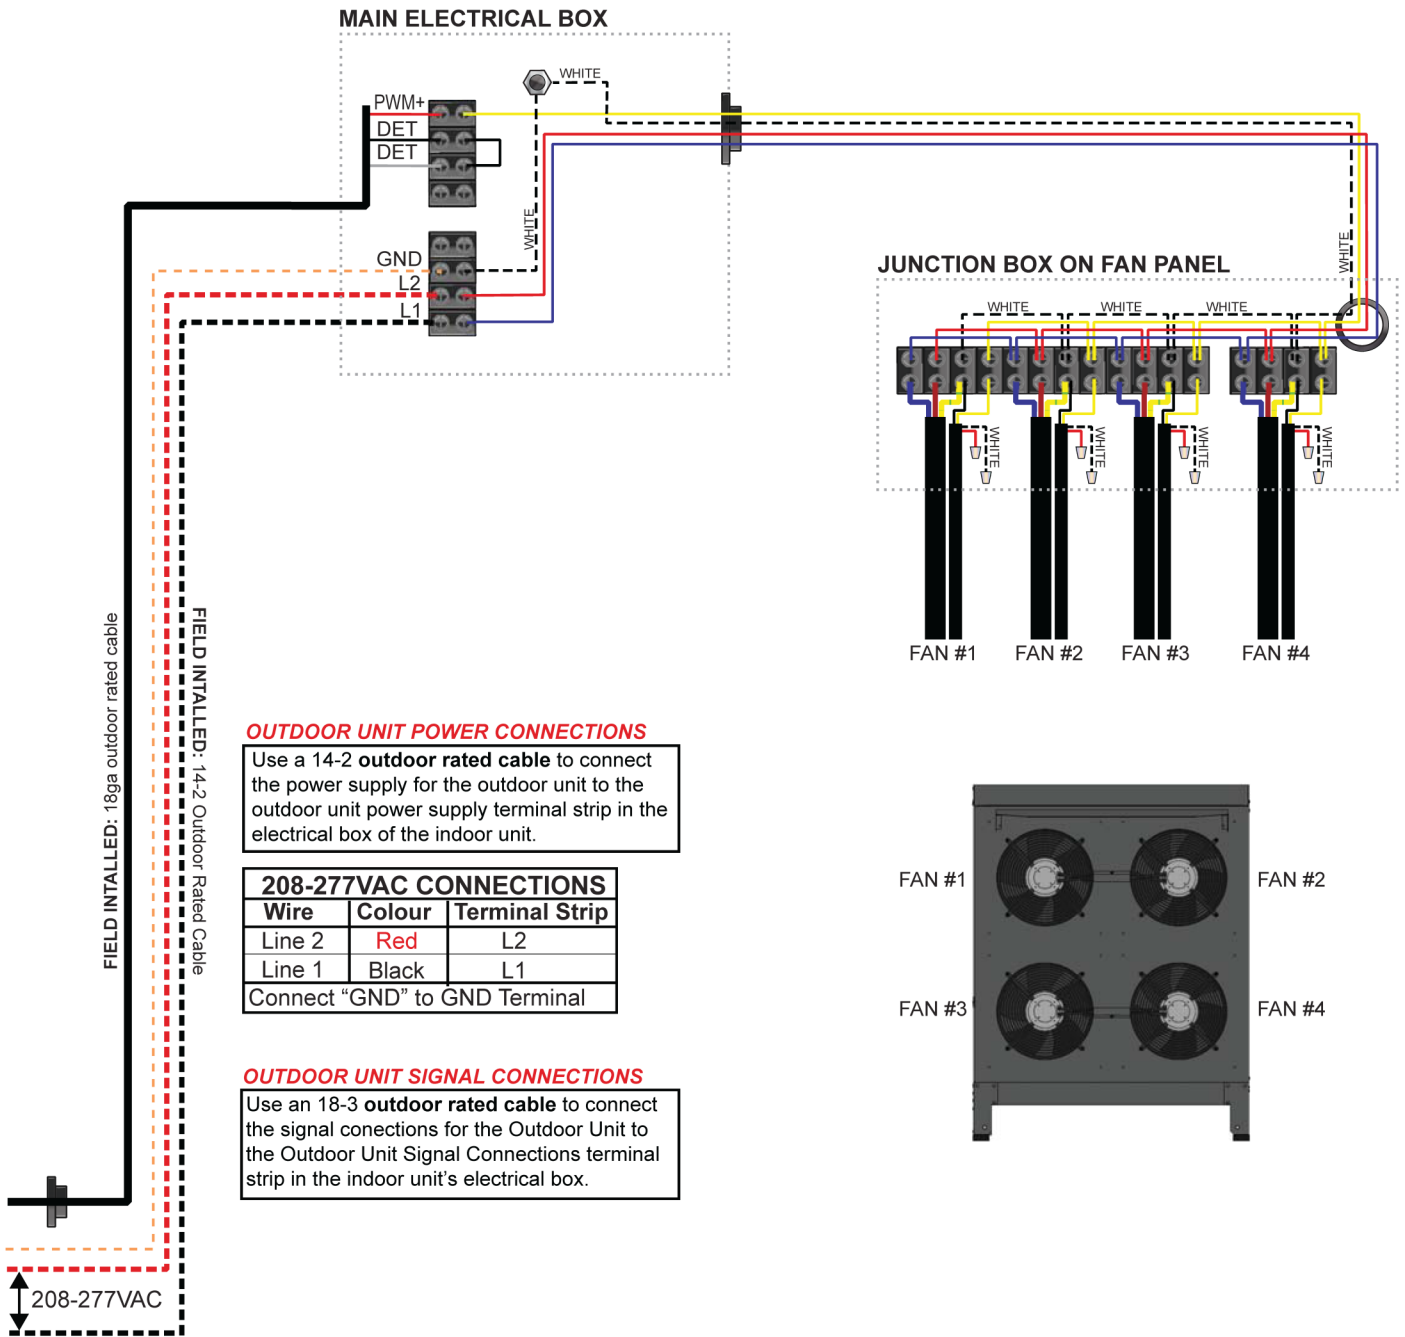 MAIN ELECTRICAL BOX
WHITE
PWM+
DET
DET
WHITE
GND
L2
L1
WHITE
JUNCTION BOX ON FAN PANEL
WHITE
WHITE
WHITE
WHITE
WHITE
WHITE
WHITE
FAN #1
FAN #2
FAN #3
FAN #4
FIELD INTALLED: 18ga outdoor rated cable
FIELD INTALLED: 14-2 Outdoor Rated Cable
OUTDOOR UNIT POWER CONNECTIONS
Use a 14-2 outdoor rated cable to connect
the power supply for the outdoor unit to the
outdoor unit power supply terminal strip in the
electrical box of the indoor unit.
208-277VAC CONNECTIONS
Wire Colour Terminal Strip
Line 2 Red L2
Line 1 Black L1
Connect “GND” to GND Terminal
OUTDOOR UNIT SIGNAL CONNECTIONS
Use an 18-3 outdoor rated cable to connect
the signal conections for the Outdoor Unit to
the Outdoor Unit Signal Connections terminal
strip in the indoor unit’s electrical box.
FAN #1
FAN #2
FAN #3
FAN #4
208-277VAC